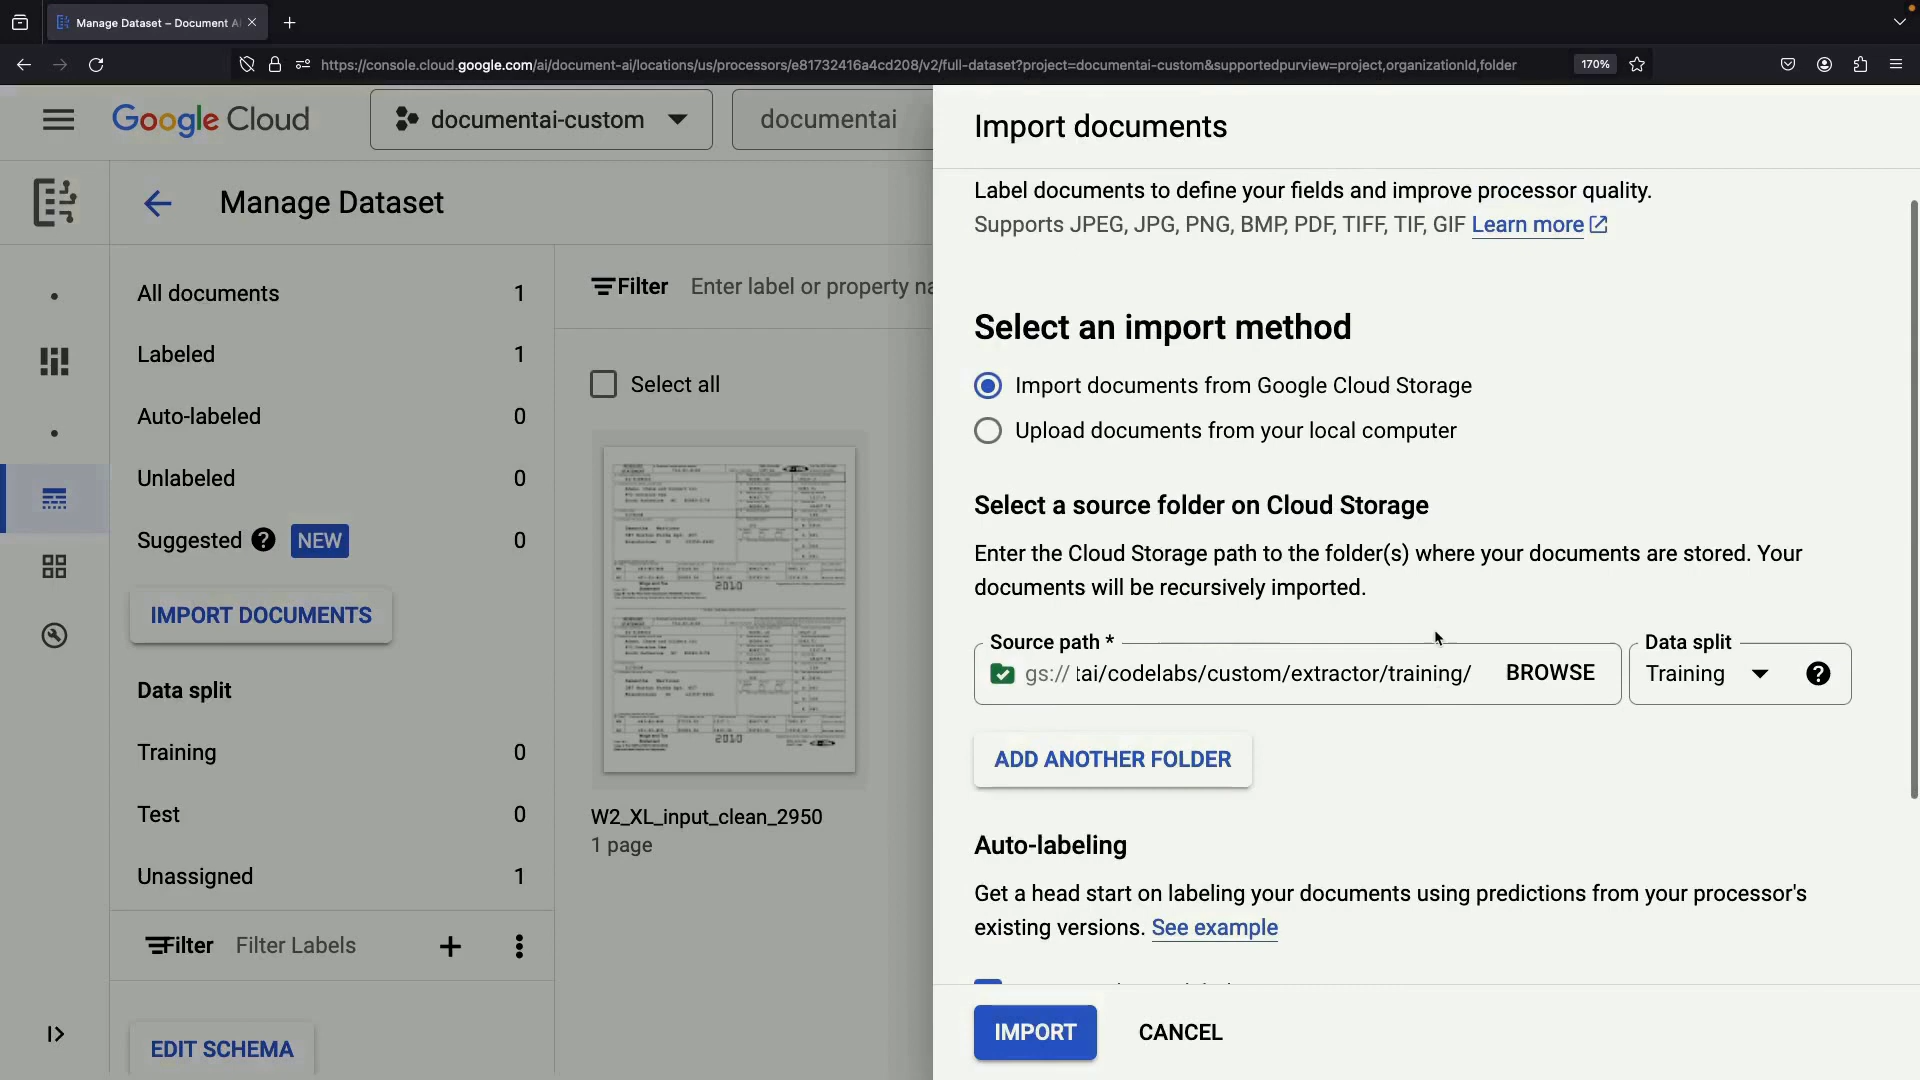 Manage Dataset – Document AI
https://console.cloud.google.com/ai/document-ai/locations/us/processors/e81732416a4cd208/v2/full-dataset?project=documentai-custom&supportedpurview=project,organizationId,folder
170%
Google Cloud
documentai-custom
documentai
Manage Dataset
All documents 1
Labeled 1
Auto-labeled 0
Unlabeled 0
Suggested ? NEW 0
IMPORT DOCUMENTS
Data split
Training 0
Test 0
Unassigned 1
Filter Filter Labels
EDIT SCHEMA
Filter Enter label or property na
Select all
2010
2010
W2_XL_input_clean_2950
1 page
Import documents
Label documents to define your fields and improve processor quality.
Supports JPEG, JPG, PNG, BMP, PDF, TIFF, TIF, GIF Learn more
Select an import method
Import documents from Google Cloud Storage
Upload documents from your local computer
Select a source folder on Cloud Storage
Enter the Cloud Storage path to the folder(s) where your documents are stored. Your
documents will be recursively imported.
Source path *
gs:// ai/codelabs/custom/extractor/training/ BROWSE
Data split
Training ?
ADD ANOTHER FOLDER
Auto-labeling
Get a head start on labeling your documents using predictions from your processor's
existing versions. See example
IMPORT
CANCEL